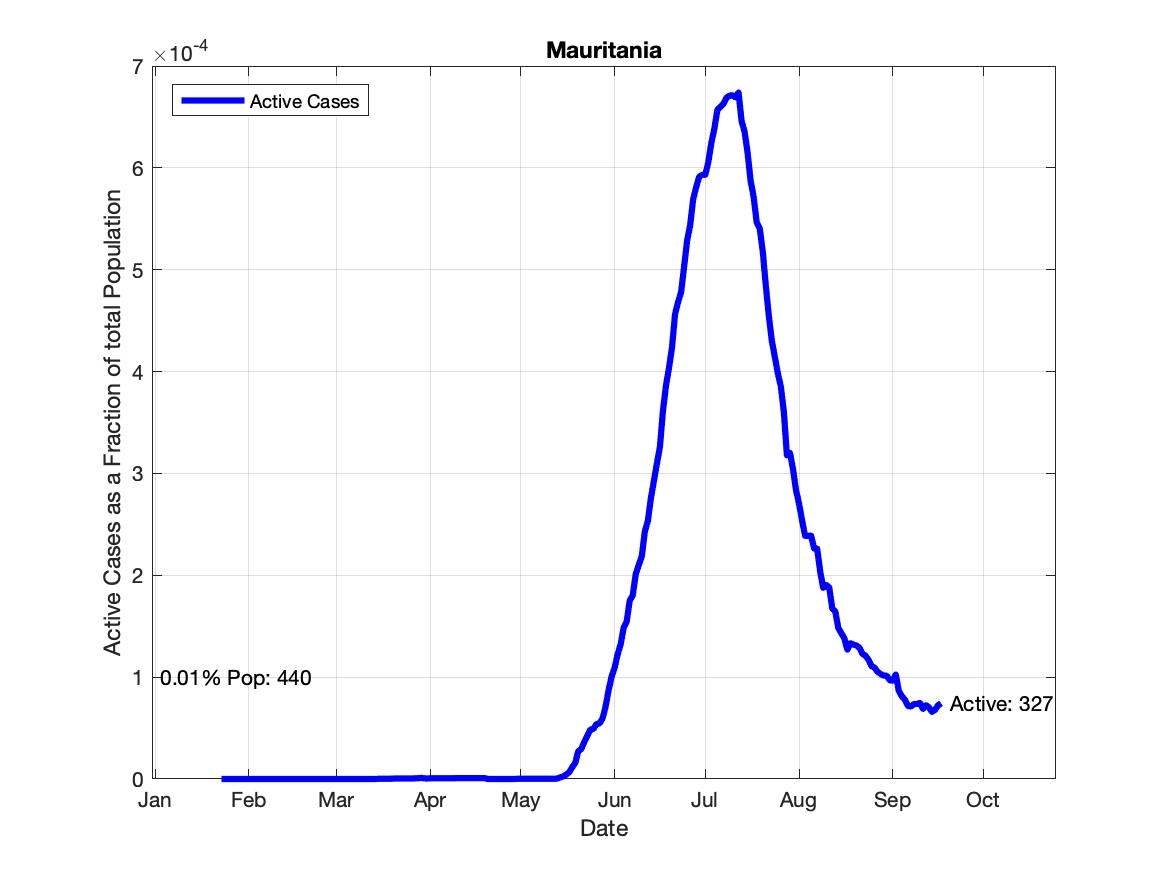 Mauritania
×10-4
7
6
5
4
3
2
1
0
Active Cases
Active Cases as a Fraction of total Population
0.01% Pop: 440
Active: 327
Jan Feb Mar Apr May Jun Jul Aug Sep Oct
Date